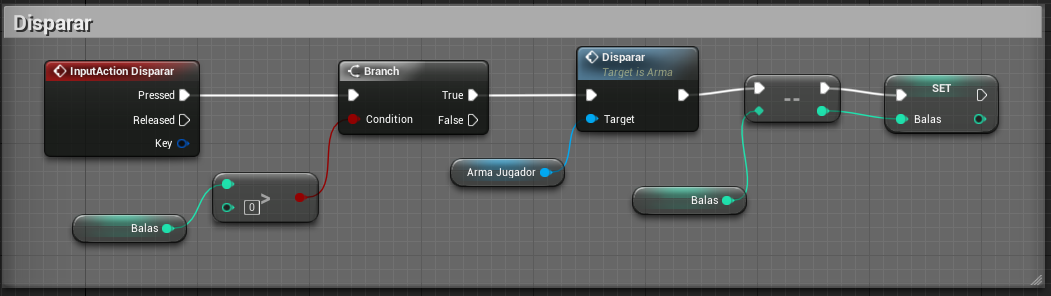 Disparar
InputAction Disparar
Pressed
Released
Key
Branch
True
Condition
False
Disparar
Target is Arma
Target
Arma Jugador
Balas
0
>
Balas
--
SET
Balas